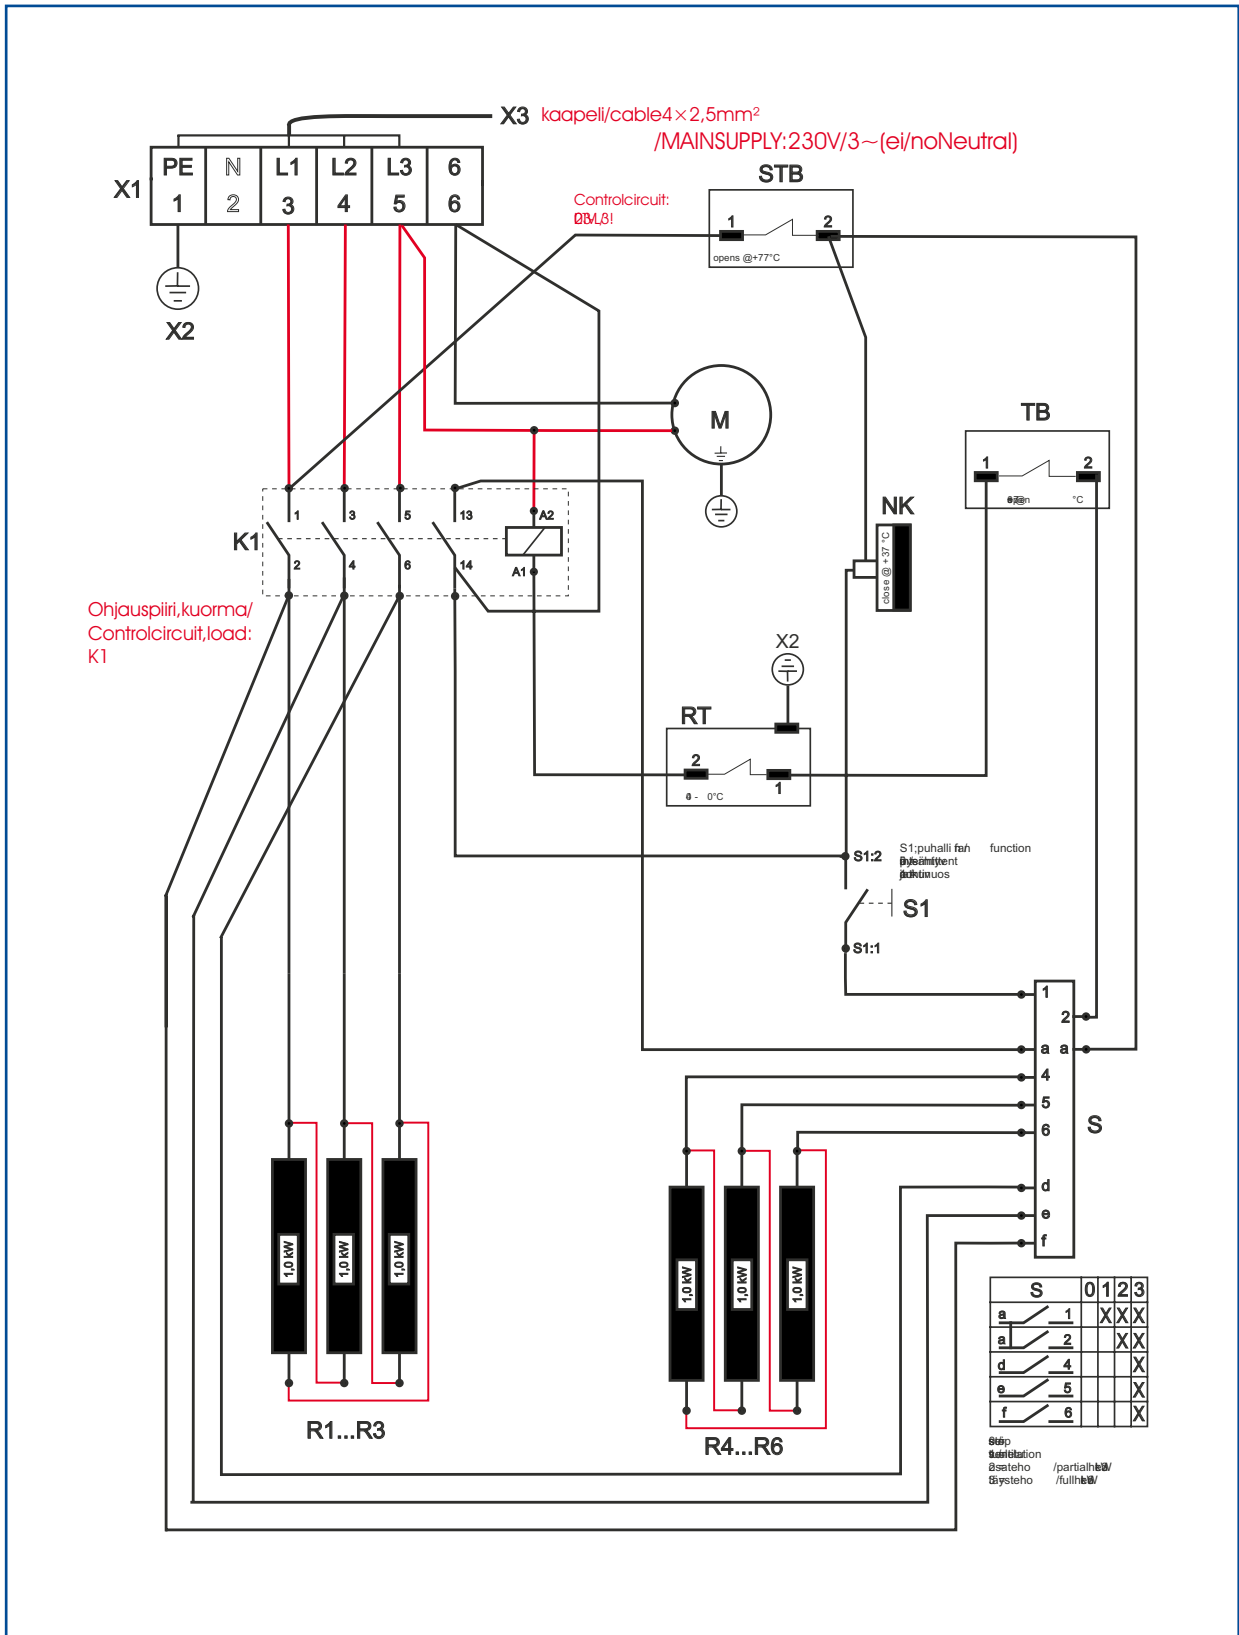 X3 kaapeli/cable4×2,5mm²
/MAINSUPPLY:230V/3~(ei/noNeutral)
X1
PE N L1 L2 L3 6
1 2 3 4 5 6
X2
STB
Controlcircuit:
1 2
opens @+77°C
M
TB
1 2
°C
NK
close @ +37 °C
K1
1 3 5 13 A2
2 4 6 14 A1
Ohjauspiiri,kuorma/
Controlcircuit,load:
K1
X2
RT
2 1
0°C
S1:2
S1;puhallin function
S1
S1:1
1
2
a a
4
5
6
d
e
f
S
1,0 kW 1,0 kW 1,0 kW
R1...R3
1,0 kW 1,0 kW 1,0 kW
R4...R6
S 0 1 2 3
a 1 X X X
a 2 X X
d 4 X
e 5 X
f 6 X
/partial
/full